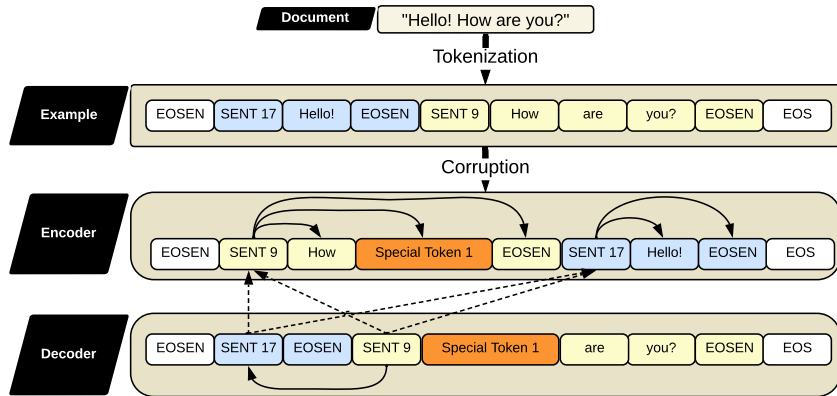 Document "Hello! How are you?"
Tokenization
Example EOSEN SENT 17 Hello! EOSEN SENT 9 How are you? EOSEN EOS
Corruption
Encoder EOSEN SENT 9 How Special Token 1 EOSEN SENT 17 Hello! EOSEN EOS
Decoder EOSEN SENT 17 EOSEN SENT 9 Special Token 1 are you? EOSEN EOS